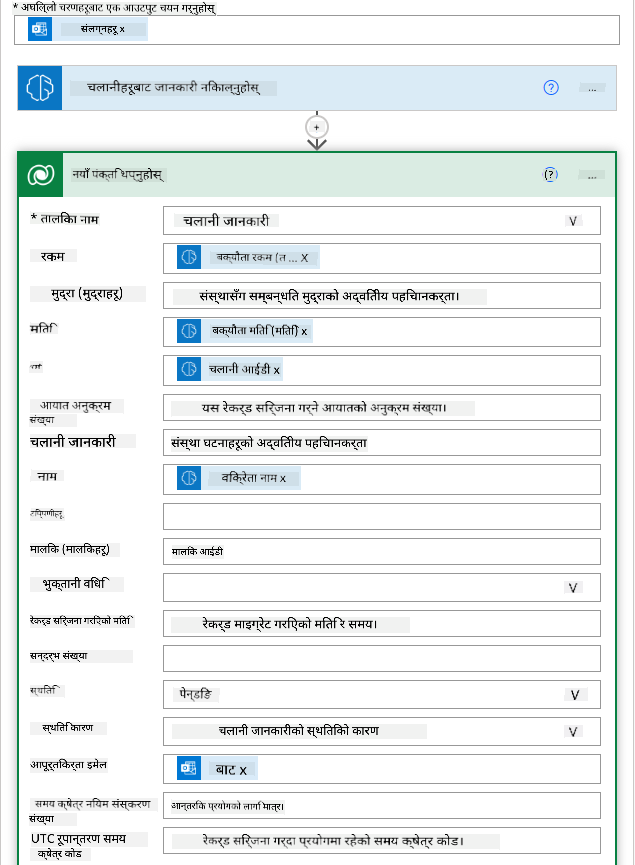 * अघिल्लो चरणहरूबाट एक आउटपुट चयन गर्नुहोस्
संलग्नहरू x
चलानीहरूबाट जानकारी निकाल्नुहोस्
?
...
+
नयाँ पंक्ति थप्नुहोस्
(?)
...
* तालिका नाम
चलानी जानकारी
V
रकम
बक्यौता रकम (त ... X
मुद्रा (मुद्राहरू)
संस्थासँग सम्बन्धित मुद्राको अद्वितीय पहिचानकर्ता।
मिति
बक्यौता मिति (मिति) x
चलानी आईडी x
आयात अनुक्रम
संख्या
यस रेकर्ड सिर्जना गर्ने आयातको अनुक्रम संख्या।
चलानी जानकारी
संस्था घटनाहरूको अद्वितीय पहिचानकर्ता
नाम
विक्रेता नाम x
टिप्पणीहरू
मालिक (मालिकहरू)
मालिक आईडी
भुक्तानी विधि
V
रेकर्ड सिर्जना गरिएको मिति
रेकर्ड माइग्रेट गरिएको मिति र समय।
सन्दर्भ संख्या
स्थिति
पेन्डिङ
V
स्थिति कारण
चलानी जानकारीको स्थितिको कारण
V
आपूर्तिकर्ता इमेल
बाट x
समय क्षेत्र नियम संस्करण
संख्या
आन्तरिक प्रयोगको लागि मात्र।
UTC रूपान्तरण समय
क्षेत्र कोड
रेकर्ड सिर्जना गर्दा प्रयोगमा रहेको समय क्षेत्र कोड।